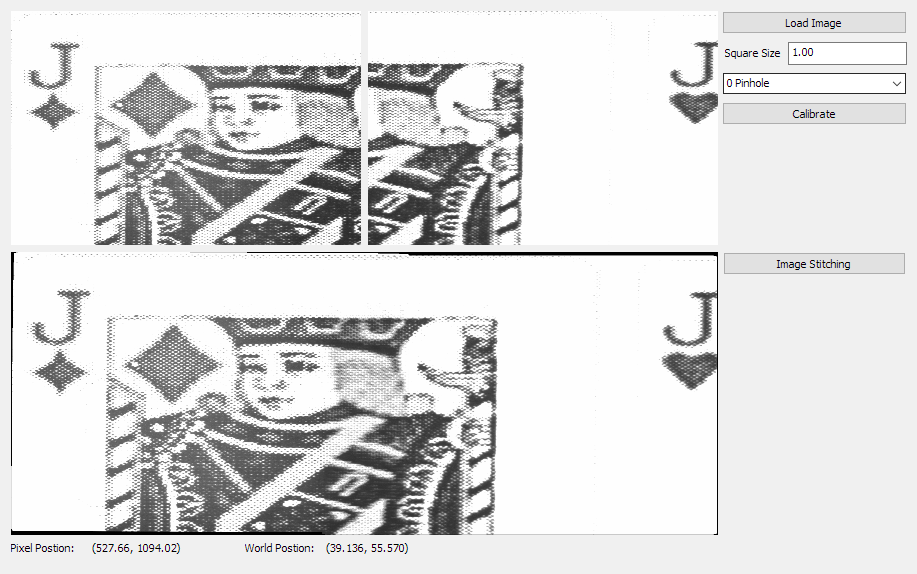 J
J
Load Image
Square Size 1.00
0 Pinhole
Calibrate
J
J
Image Stitching
Pixel Postion: (527.66, 1094.02) World Postion: (39.136, 55.570)